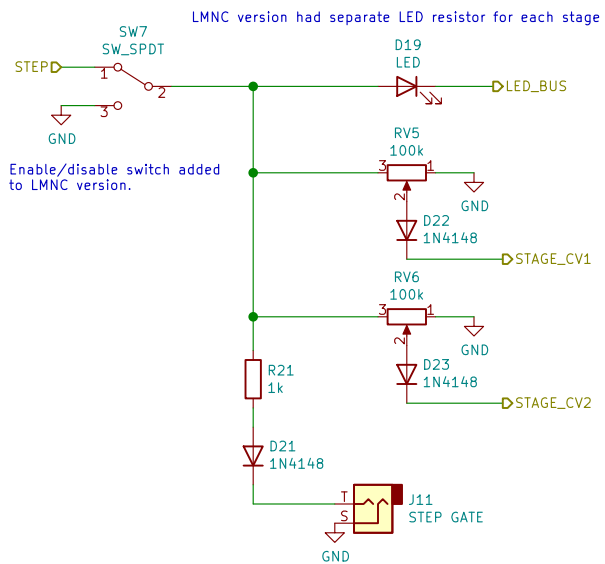 LMNC version had separate LED resistor for each stage
SW7
SW_SPDT
STEP
1
2
3
GND
D19
LED
LED_BUS
Enable/disable switch added
to LMNC version.
RV5
100k
3
1
2
GND
D22
1N4148
STAGE_CV1
RV6
100k
3
1
2
GND
D23
1N4148
STAGE_CV2
R21
1k
D21
1N4148
T
S
J11
STEP GATE
GND